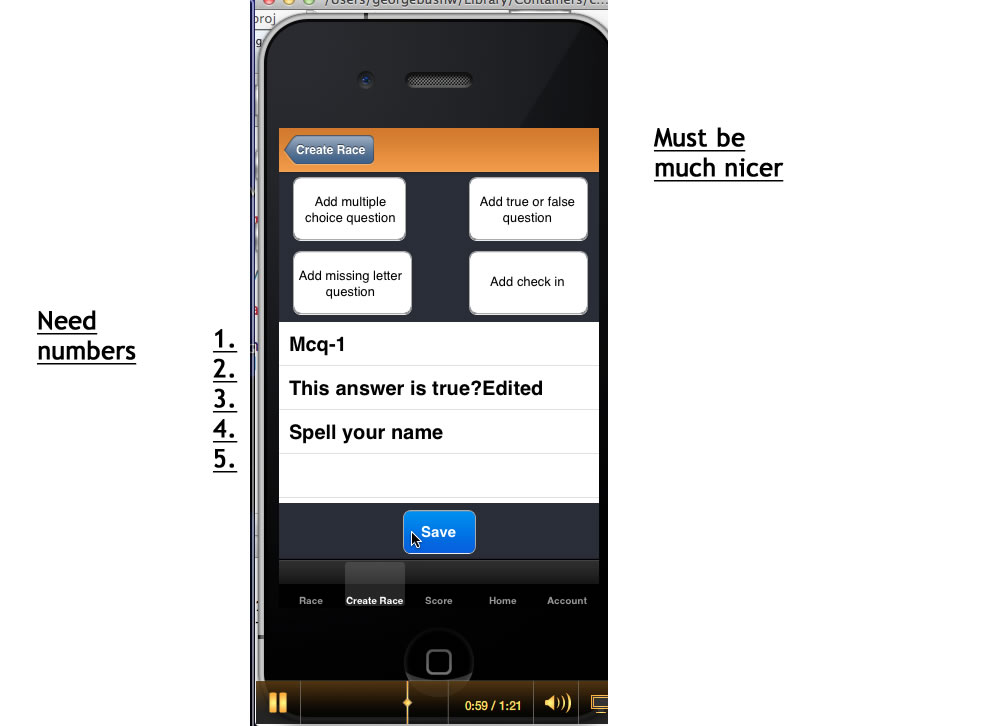 /Users/georgebushw/Library/Containers/c...
proj
Create Race
Must be
much nicer
Add multiple
choice question
Add true or false
question
Add missing letter
question
Add check in
Need
numbers
1.
2.
3.
4.
5.
Mcq-1
This answer is true?Edited
Spell your name
Save
Race
Create Race
Score
Home
Account
0:59 / 1:21